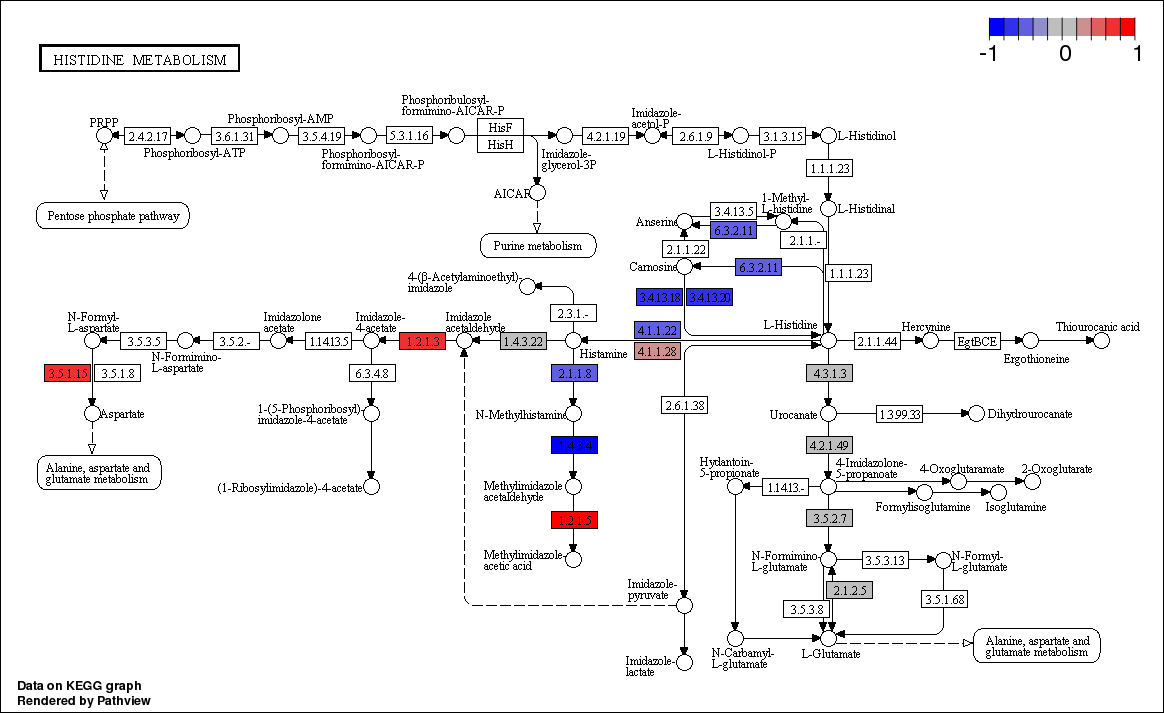 -1 0 1
HISTIDINE METABOLISM
PRPP
2.4.2.17
Phosphoribosyl-ATP
3.6.1.31
Phosphoribosyl-AMP
3.5.4.19
Phosphoribosyl-
formimino-AICAR-P
5.3.1.16
Phosphoribulosyl-
formimino-AICAR-P
HisF
HisH
Imidazole-
glycerol-3P
4.2.1.19
Imidazole-
acetol-P
2.6.1.9
L-Histidinol-P
3.1.3.15
L-Histidinol
1.1.1.23
L-Histidinal
1.1.1.23
AICAR
Purine metabolism
Pentose phosphate pathway
Anserine
3.4.13.5
6.3.2.11
1-Methyl-
L-histidine
2.1.1.-
2.1.1.22
Carnosine
6.3.2.11
3.4.13.18
3.4.13.20
4-(β-Acetylaminoethyl)-
imidazole
2.3.1.-
N-Formyl-
L-aspartate
3.5.3.5
N-Formimino-
L-aspartate
3.5.2.-
Imidazolone
acetate
1.14.13.5
Imidazole-
4-acetate
1.2.1.3
Imidazole
acetaldehyde
1.4.3.22
Histamine
4.1.1.22
4.1.1.28
L-Histidine
2.1.1.44
Hercynine
EgtBCE
Ergothioneine
Thiourocanic acid
3.5.1.15
3.5.1.8
Aspartate
Alanine, aspartate and
glutamate metabolism
6.3.4.8
1-(5-Phosphoribosyl)-
imidazole-4-acetate
(1-Ribosylimidazole)-4-acetate
2.1.1.8
N-Methylhistamine
1.4.3.4
Methylimidazole
acetaldehyde
1.2.1.5
Methylimidazole-
acetic acid
2.6.1.38
Imidazole-
pyruvate
Imidazole-
lactate
4.3.1.3
Urocanate
1.3.99.33
Dihydrourocanate
4.2.1.49
4-Imidazolone-
5-propanoate
4-Oxoglutaramate
2-Oxoglutarate
Formylisoglutamine
Isoglutamine
Hydantoin-
5-propionate
1.14.13.-
3.5.2.7
N-Formimino-
L-glutamate
3.5.3.13
N-Formyl-
L-glutamate
2.1.2.5
3.5.3.8
3.5.1.68
N-Carbamyl-
L-glutamate
L-Glutamate
Alanine, aspartate and
glutamate metabolism
Data on KEGG graph
Rendered by Pathview